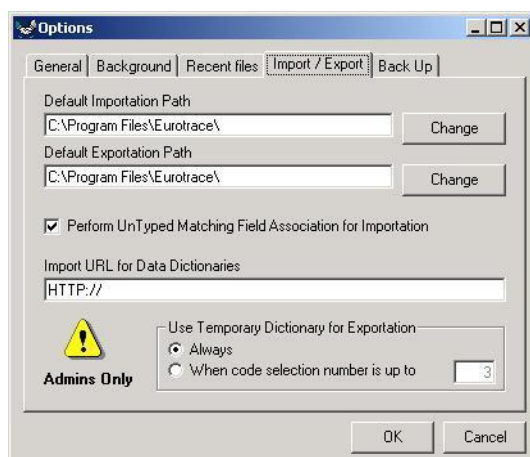 Options
General Background Recent files Import / Export Back Up
Default Importation Path
C:\Program Files\Eurotrace\ Change
Default Exportation Path
C:\Program Files\Eurotrace\ Change
Perform UnTyped Matching Field Association for Importation
Import URL for Data Dictionaries
HTTP://
Use Temporary Dictionary for Exportation
Always
When code selection number is up to 3
Admins Only
OK Cancel